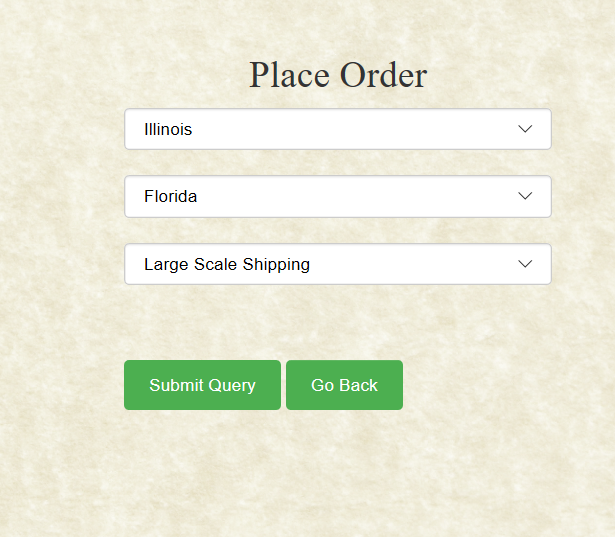 Place Order
Illinois
Florida
Large Scale Shipping
Submit Query Go Back